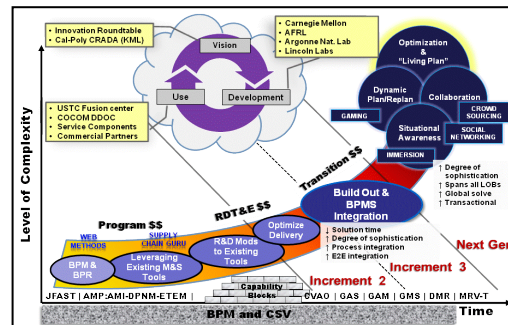 • Innovation Roundtable
• Cal-Poly CRADA (KML)
• Carnegie Mellon
• AFRL
• Argonne Nat. Lab
• Lincoln Labs
Vision
Use
Development
• USTC Fusion center
• COCOM DDOC
• Service Components
• Commercial Partners
Optimization
&
"Living Plan"
Dynamic
Plan/Replan
Collaboration
Situational
Awareness
GAMING
CROWD
SOURCING
SOCIAL
NETWORKING
IMMERSION
↑ Degree of
sophistication
↑ Spans all LOBs
↑ Global solve
↑ Transactional
Level of Complexity
Program $$
RDT&E $$
Transition $$
WEB
METHODS
SUPPLY
CHAIN GURU
BPM &
BPR
Leveraging
Existing M&S
Tools
R&D Mods
to Existing
Tools
Optimize
Delivery
Build Out &
BPMS
Integration
↓ Solution time
↑ Degree of sophistication
↑ Process integration
↑ E2E integration
Next Gen
Increment 3
Increment 2
Capability
Blocks
JFAST | AMP:AMI-DPNM-ETEM |
CVAO | GAS | GAM | GMS | DMR | MRV-T
BPM and CSV
Time